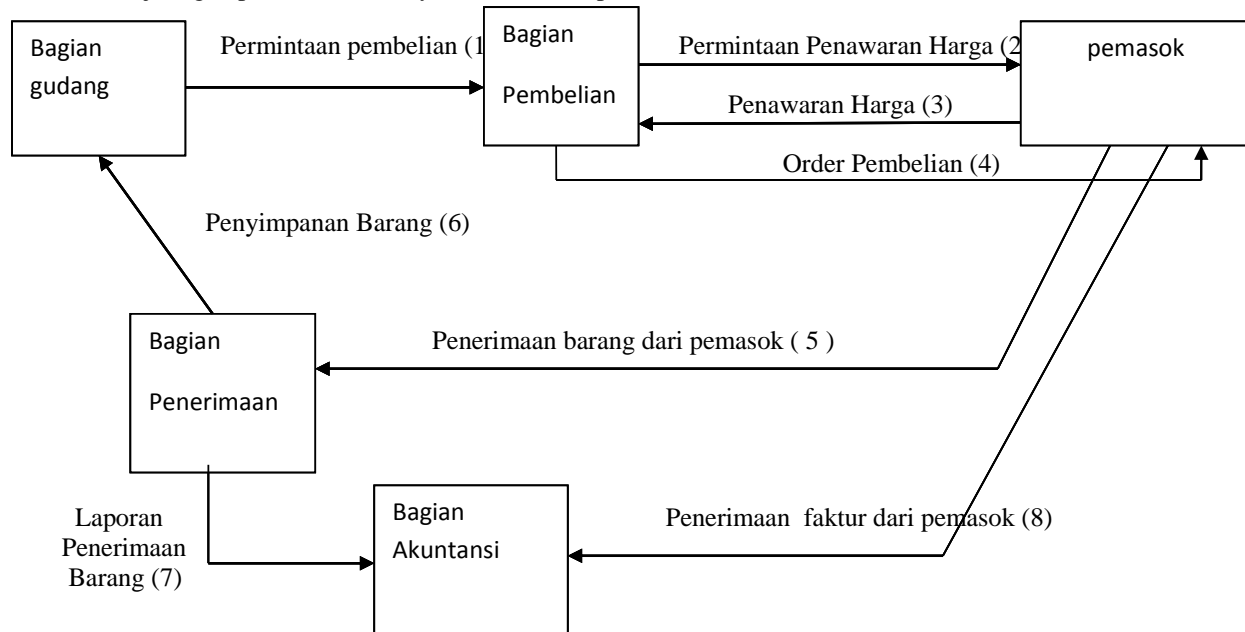 Bagian
gudang
Permintaan pembelian (1
Bagian
Pembelian
Permintaan Penawaran Harga (2
pemasok
Penawaran Harga (3)
Order Pembelian (4)
Penyimpanan Barang (6)
Bagian
Penerimaan
Penerimaan barang dari pemasok ( 5 )
Laporan
Penerimaan
Barang (7)
Bagian
Akuntansi
Penerimaan  faktur dari pemasok (8)